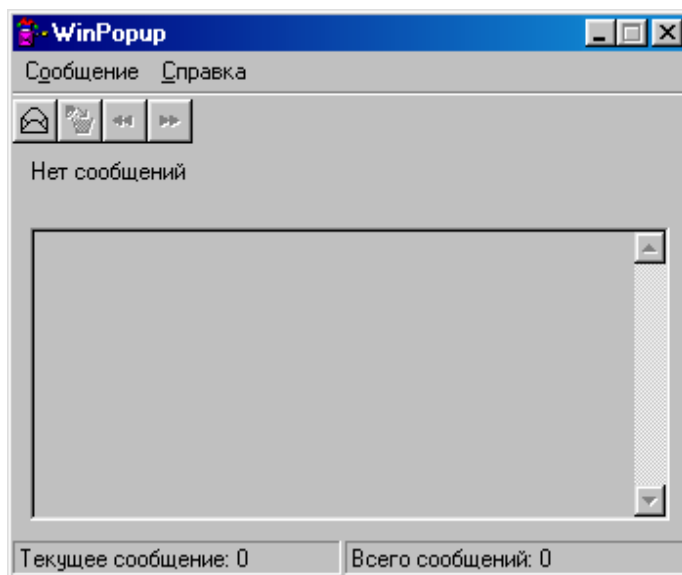 WinPopup
Сообщение Справка
Нет сообщений
Текущее сообщение: 0 Всего сообщений: 0